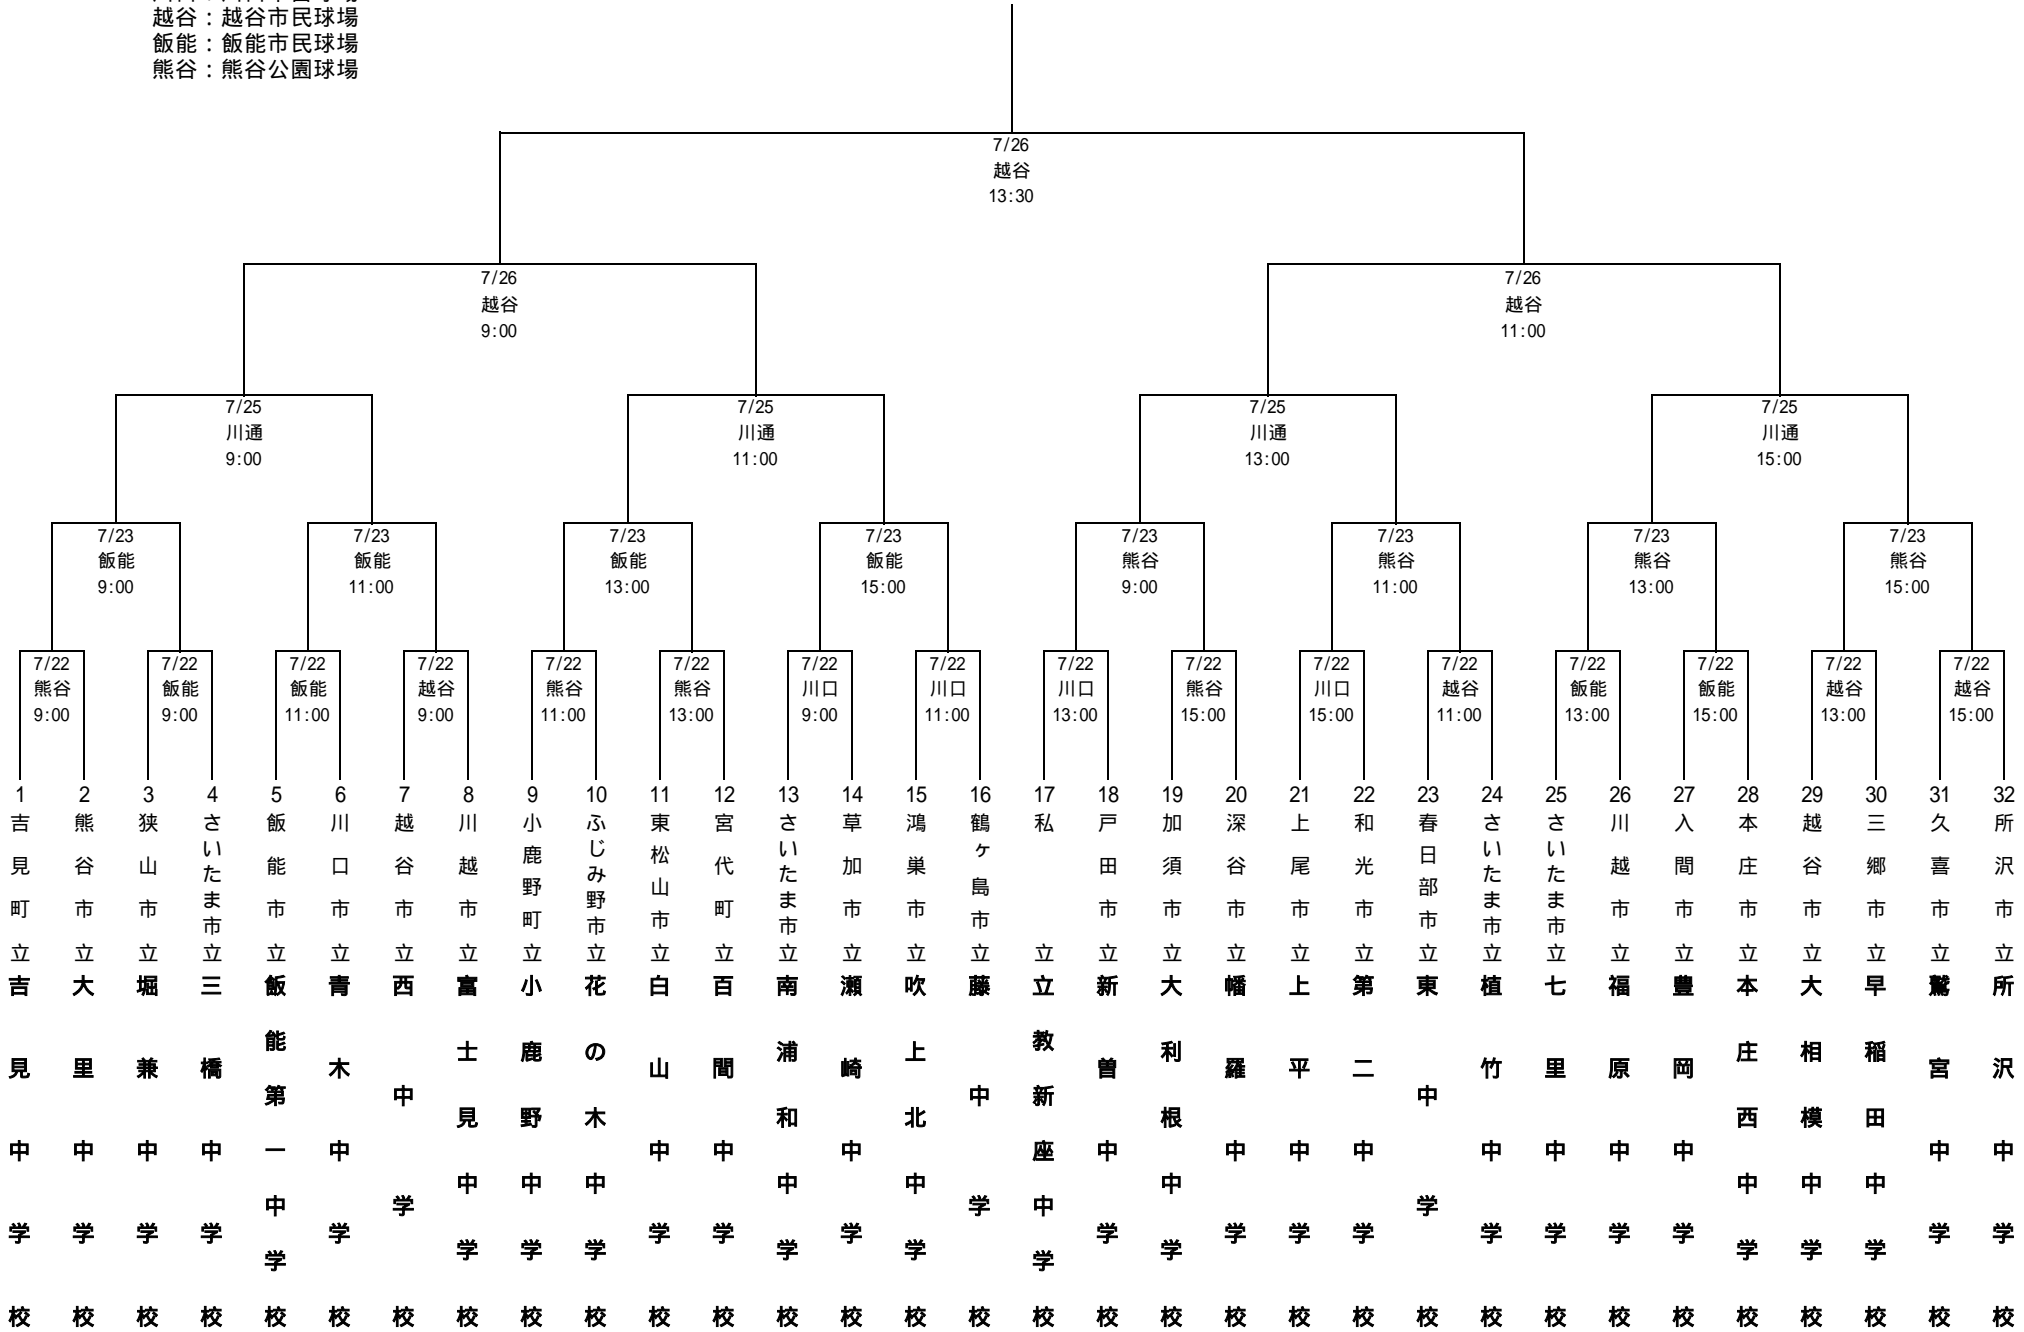 越谷：越谷市民球場
飯能：飯能市民球場
熊谷：熊谷公園球場
7/26
越谷
13:30
7/26
越谷
9:00
7/26
越谷
11:00
7/25
川通
9:00
7/25
川通
11:00
7/25
川通
13:00
7/25
川通
15:00
7/23
飯能
9:00
7/23
飯能
11:00
7/23
飯能
13:00
7/23
飯能
15:00
7/23
熊谷
9:00
7/23
熊谷
11:00
7/23
熊谷
13:00
7/23
熊谷
15:00
7/22
熊谷
9:00
7/22
飯能
9:00
7/22
飯能
11:00
7/22
越谷
9:00
7/22
熊谷
11:00
7/22
熊谷
13:00
7/22
川口
9:00
7/22
川口
11:00
7/22
川口
13:00
7/22
熊谷
15:00
7/22
川口
15:00
7/22
越谷
11:00
7/22
飯能
13:00
7/22
飯能
15:00
7/22
越谷
13:00
7/22
越谷
15:00
1
吉見町立吉見中学校
2
熊谷市立大里中学校
3
狭山市立堀兼中学校
4
さいたま市立三橋中学校
5
飯能市立飯能第一中学校
6
川口市立青木中学校
7
越谷市立西中学校
8
川越市立富士見中学校
9
小鹿野町立小鹿野中学校
10
ふじみ野市立花の木中学校
11
東松山市立白山中学校
12
宮代町立百間中学校
13
さいたま市立南浦和中学校
14
草加市立瀬崎中学校
15
鴻巣市立吹上北中学校
16
鶴ヶ島市立藤中学校
17
私立立教新座中学校
18
戸田市立新曽中学校
19
加須市立大利根中学校
20
深谷市立幡羅中学校
21
上尾市立上平中学校
22
和光市立第二中学校
23
春日部市立東中学校
24
さいたま市立植竹中学校
25
さいたま市立七里中学校
26
川越市立福原中学校
27
入間市立豊岡中学校
28
本庄市立本庄西中学校
29
越谷市立大相模中学校
30
三郷市立早稲田中学校
31
久喜市立鷲宮中学校
32
所沢市立所沢中学校